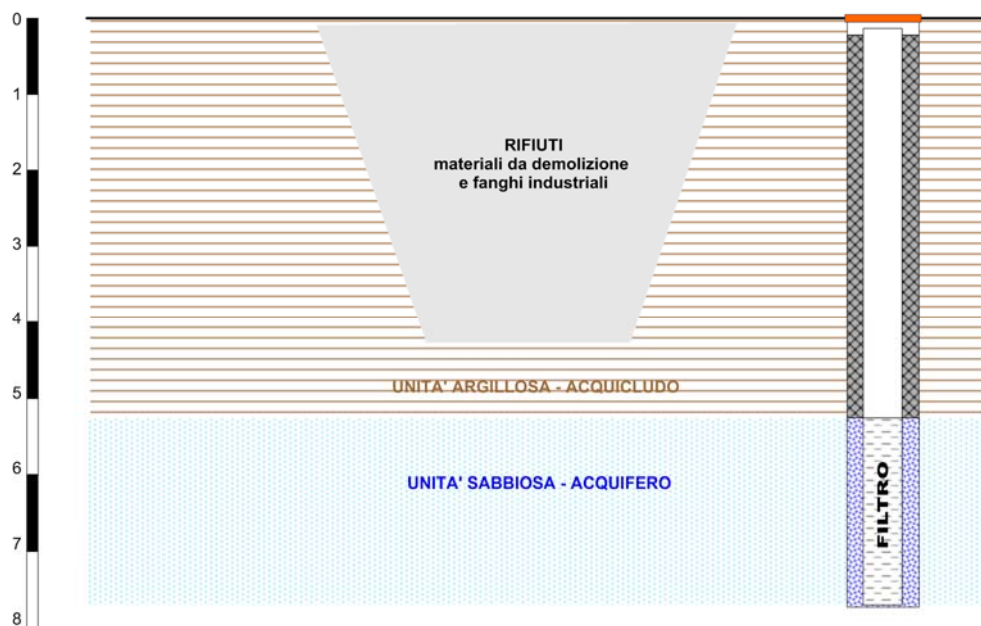 0
1
2
3
4
5
6
7
8
RIFIUTI
materiali da demolizione
e fanghi industriali
UNITA' ARGILLOSA - ACQUICLUDO
UNITA' SABBIOSA - ACQUIFERO
FILTRO